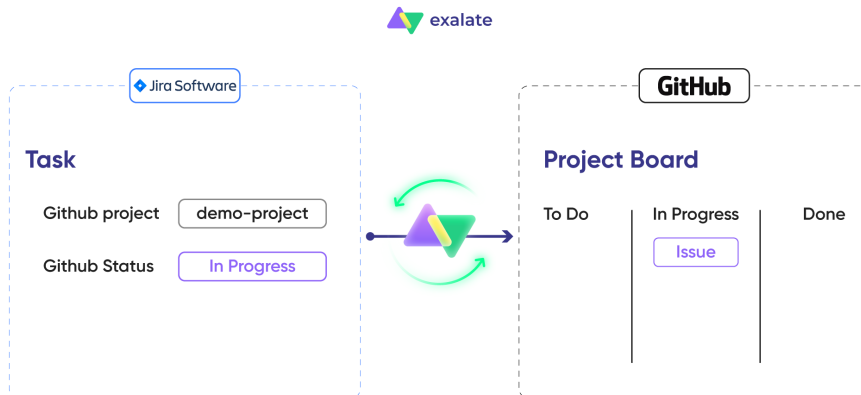 exalate
Jira Software
GitHub
Task
Github project
demo-project
Github Status
In Progress
Project Board
To Do
In Progress
Done
Issue